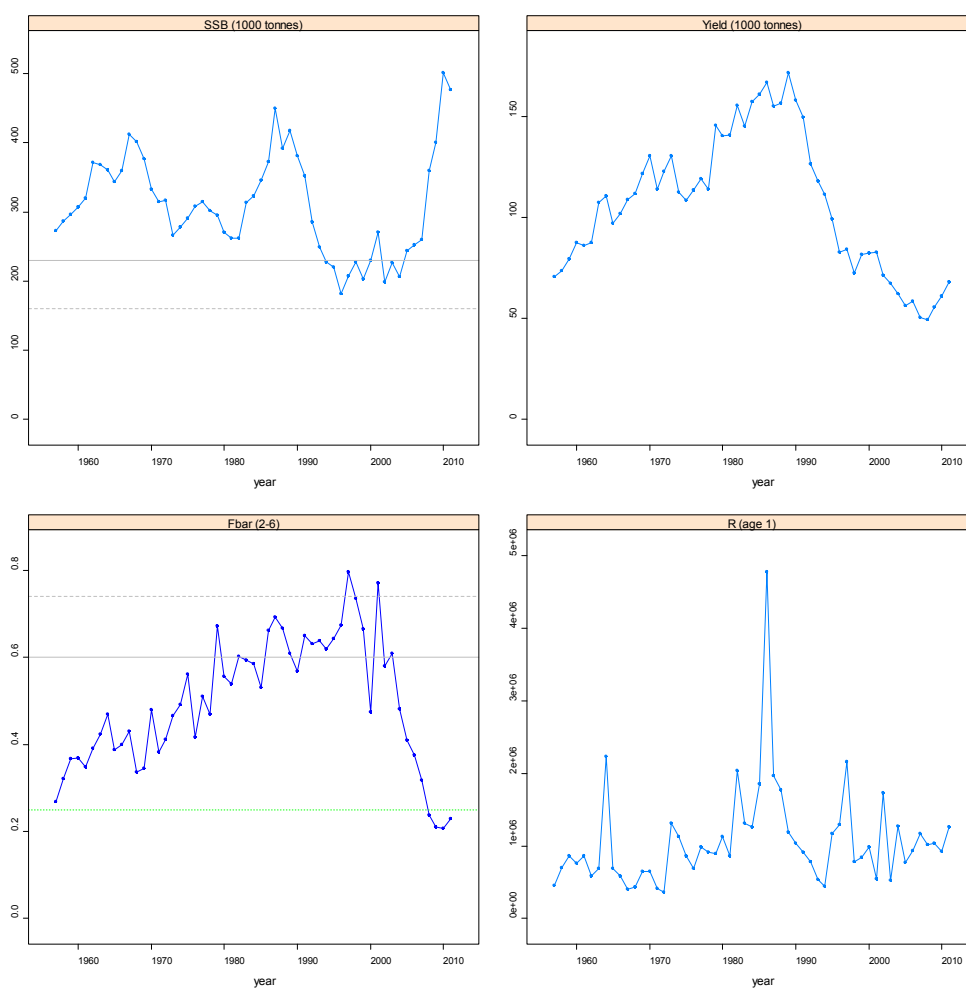 SSB (1000 tonnes)
500
400
300
200
100
0
1960 1970 1980 1990 2000 2010
year
Yield (1000 tonnes)
150
100
50
0
1960 1970 1980 1990 2000 2010
year
Fbar (2-6)
0.8
0.6
0.4
0.2
0.0
1960 1970 1980 1990 2000 2010
year
R (age 1)
5e+06
4e+06
3e+06
2e+06
1e+06
0e+00
1960 1970 1980 1990 2000 2010
year